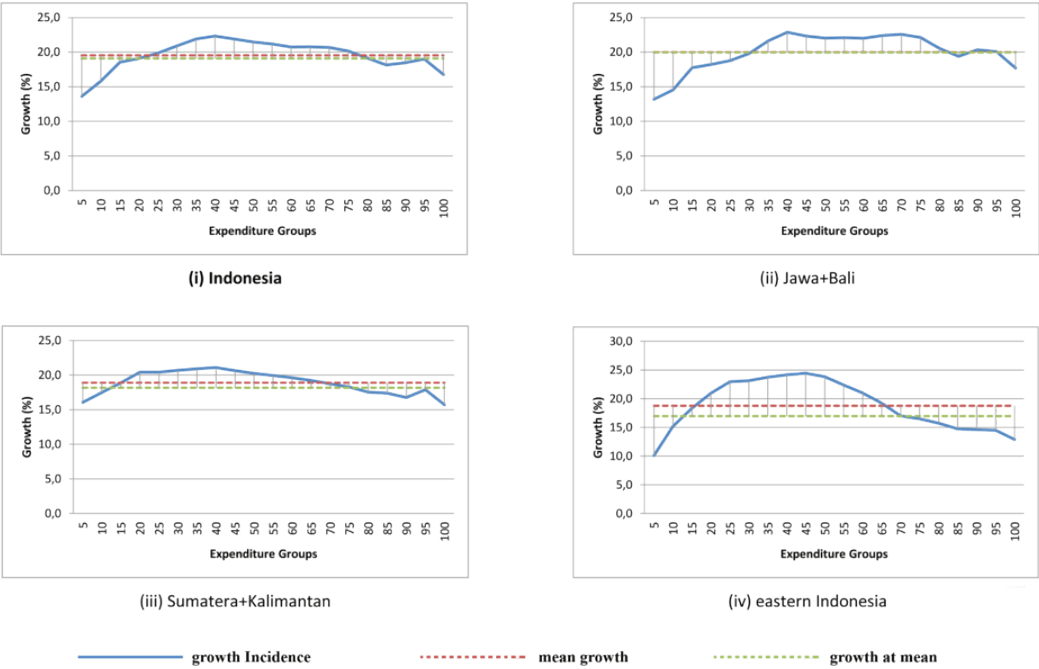 25,0
20,0
15,0
10,0
5,0
0,0
Growth (%)
5 10 15 20 25 30 35 40 45 50 55 60 65 70 75 80 85 90 95 100
Expenditure Groups
(i) Indonesia
25,0
20,0
15,0
10,0
5,0
0,0
Growth (%)
5 10 15 20 25 30 35 40 45 50 55 60 65 70 75 80 85 90 95 100
Expenditure Groups
(ii) Jawa+Bali
25,0
20,0
15,0
10,0
5,0
0,0
Growth (%)
5 10 15 20 25 30 35 40 45 50 55 60 65 70 75 80 85 90 95 100
Expenditure Groups
(iii) Sumatera+Kalimantan
30,0
25,0
20,0
15,0
10,0
5,0
0,0
Growth (%)
5 10 15 20 25 30 35 40 45 50 55 60 65 70 75 80 85 90 95 100
Expenditure Groups
(iv) eastern Indonesia
growth Incidence mean growth growth at mean